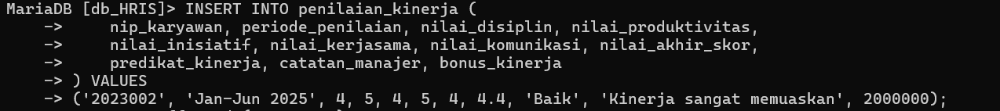 MariaDB [db_HRIS]> INSERT INTO penilaian_kinerja (
    ->     nip_karyawan, periode_penilaian, nilai_disiplin, nilai_produktivitas,
    ->     nilai_inisiatif, nilai_kerjasama, nilai_komunikasi, nilai_akhir_skor,
    ->     predikat_kinerja, catatan_manajer, bonus_kinerja
    -> ) VALUES
    -> ('2023002', 'Jan-Jun 2025', 4, 5, 4, 5, 4, 4.4, 'Baik', 'Kinerja sangat memuaskan', 2000000);